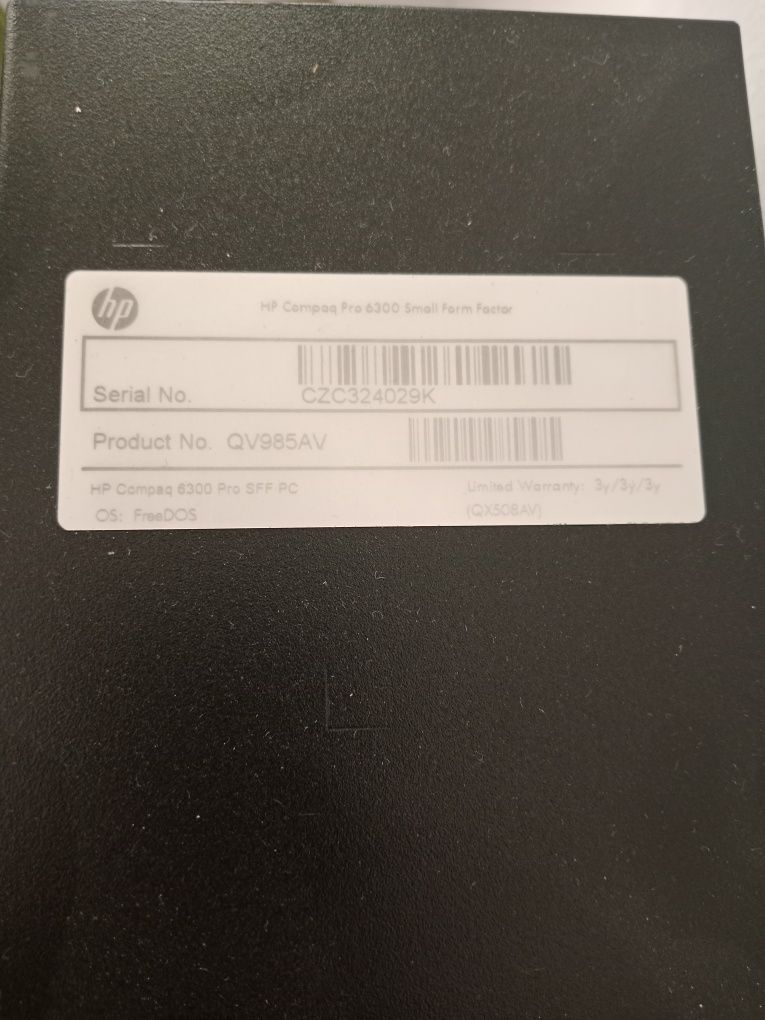 hp
HP Compaq Pro 6300 Small Form Factor
Serial No. CZC324029K
Product No. QV985AV
HP Compaq 6300 Pro SFF PC Limited Warranty: 3y/3y/3y
OS: FreeDOS (QX508AV)